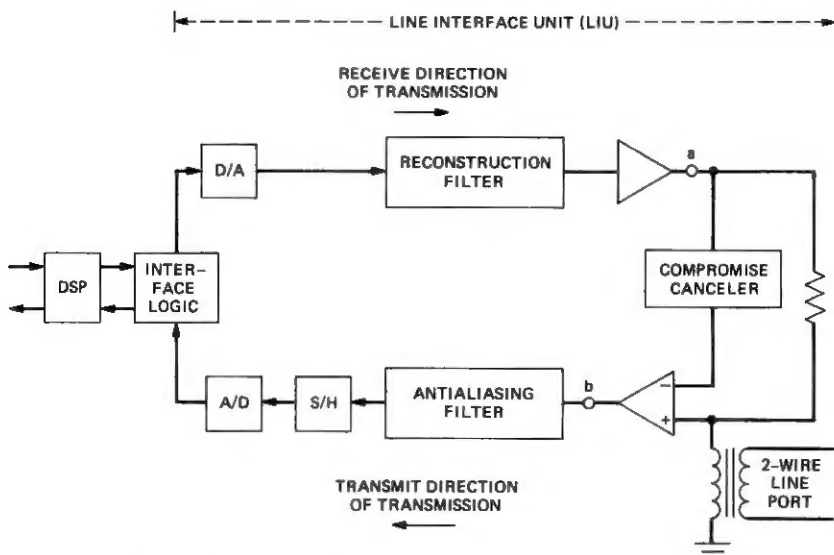 LINE INTERFACE UNIT (LIU)
RECEIVE DIRECTION
OF TRANSMISSION
D/A
RECONSTRUCTION
FILTER
a
DSP
INTER-
FACE
LOGIC
COMPROMISE
CANCELER
A/D
S/H
ANTIALIASING
FILTER
b
−
+
2-WIRE
LINE
PORT
TRANSMIT DIRECTION
OF TRANSMISSION